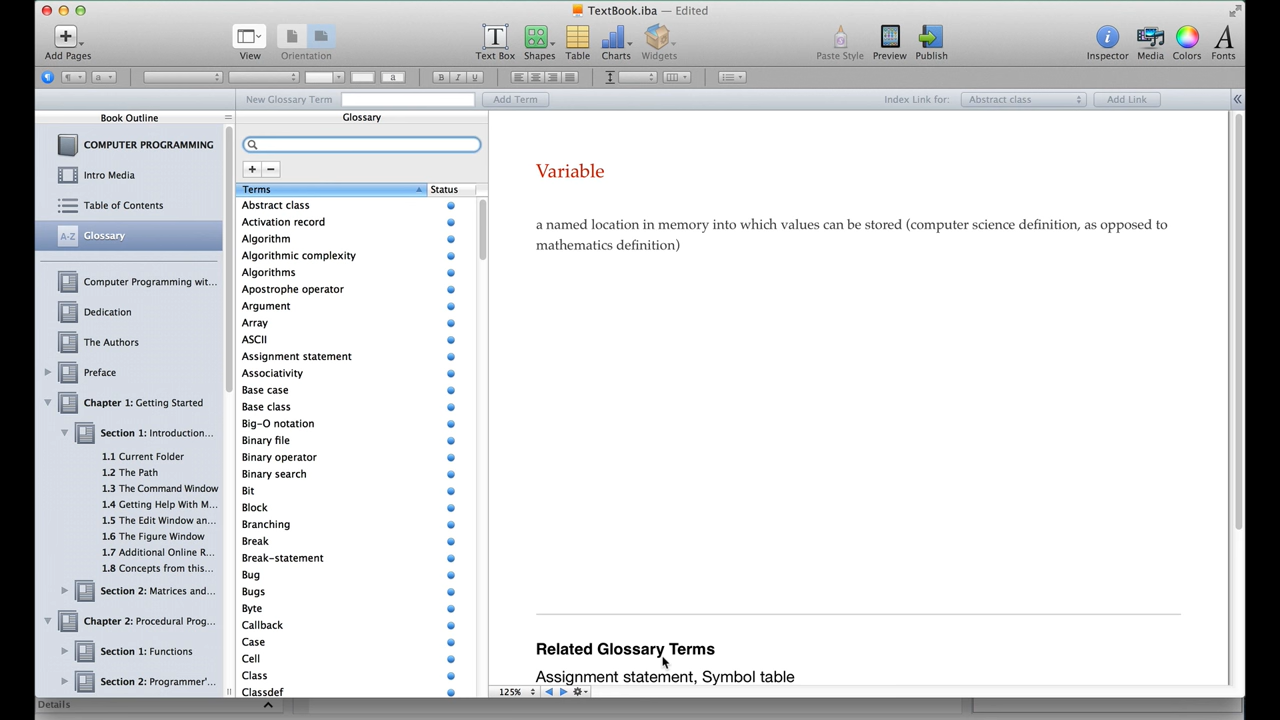 TextBook.iba — Edited
Add Pages
View
Orientation
T
Text Box
Shapes
Table
Charts
Widgets
Paste Style
Preview
Publish
Inspector
Media
Colors
A
Fonts
a
a
B I U
New Glossary Term
Add Term
Index Link for:
Abstract class
Add Link
Book Outline
COMPUTER PROGRAMMING
Intro Media
Table of Contents
A-Z
Glossary
Computer Programming wit...
Dedication
The Authors
Preface
Chapter 1: Getting Started
Section 1: Introduction...
1.1 Current Folder
1.2 The Path
1.3 The Command Window
1.4 Getting Help With M...
1.5 The Edit Window an...
1.6 The Figure Window
1.7 Additional Online R...
1.8 Concepts from this...
Section 2: Matrices and...
Chapter 2: Procedural Prog...
Section 1: Functions
Section 2: Programmer'...
Glossary
Terms
Status
Abstract class
Activation record
Algorithm
Algorithmic complexity
Algorithms
Apostrophe operator
Argument
Array
ASCII
Assignment statement
Associativity
Base case
Base class
Big-O notation
Binary file
Binary operator
Binary search
Bit
Block
Branching
Break
Break-statement
Bug
Bugs
Byte
Callback
Case
Cell
Class
Classdef
Variable
a named location in memory into which values can be stored (computer science definition, as opposed to
mathematics definition)
Related Glossary Terms
Assignment statement, Symbol table
125%
Details